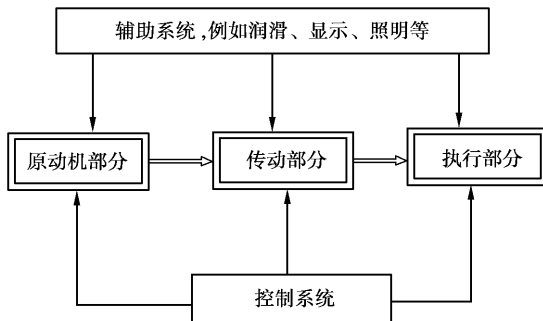 辅助系统,例如润滑、显示、照明等
原动机部分
传动部分
执行部分
控制系统